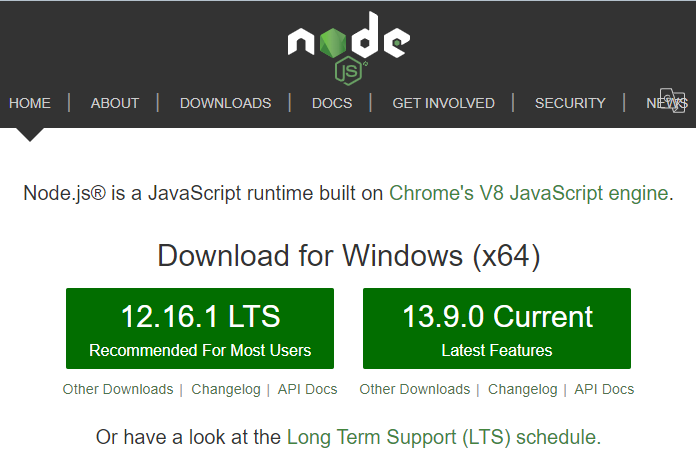 node
JS
HOME | ABOUT | DOWNLOADS | DOCS | GET INVOLVED | SECURITY | NEWS
Node.js® is a JavaScript runtime built on Chrome's V8 JavaScript engine.
Download for Windows (x64)
12.16.1 LTS
Recommended For Most Users
13.9.0 Current
Latest Features
Other Downloads | Changelog | API Docs
Other Downloads | Changelog | API Docs
Or have a look at the Long Term Support (LTS) schedule.